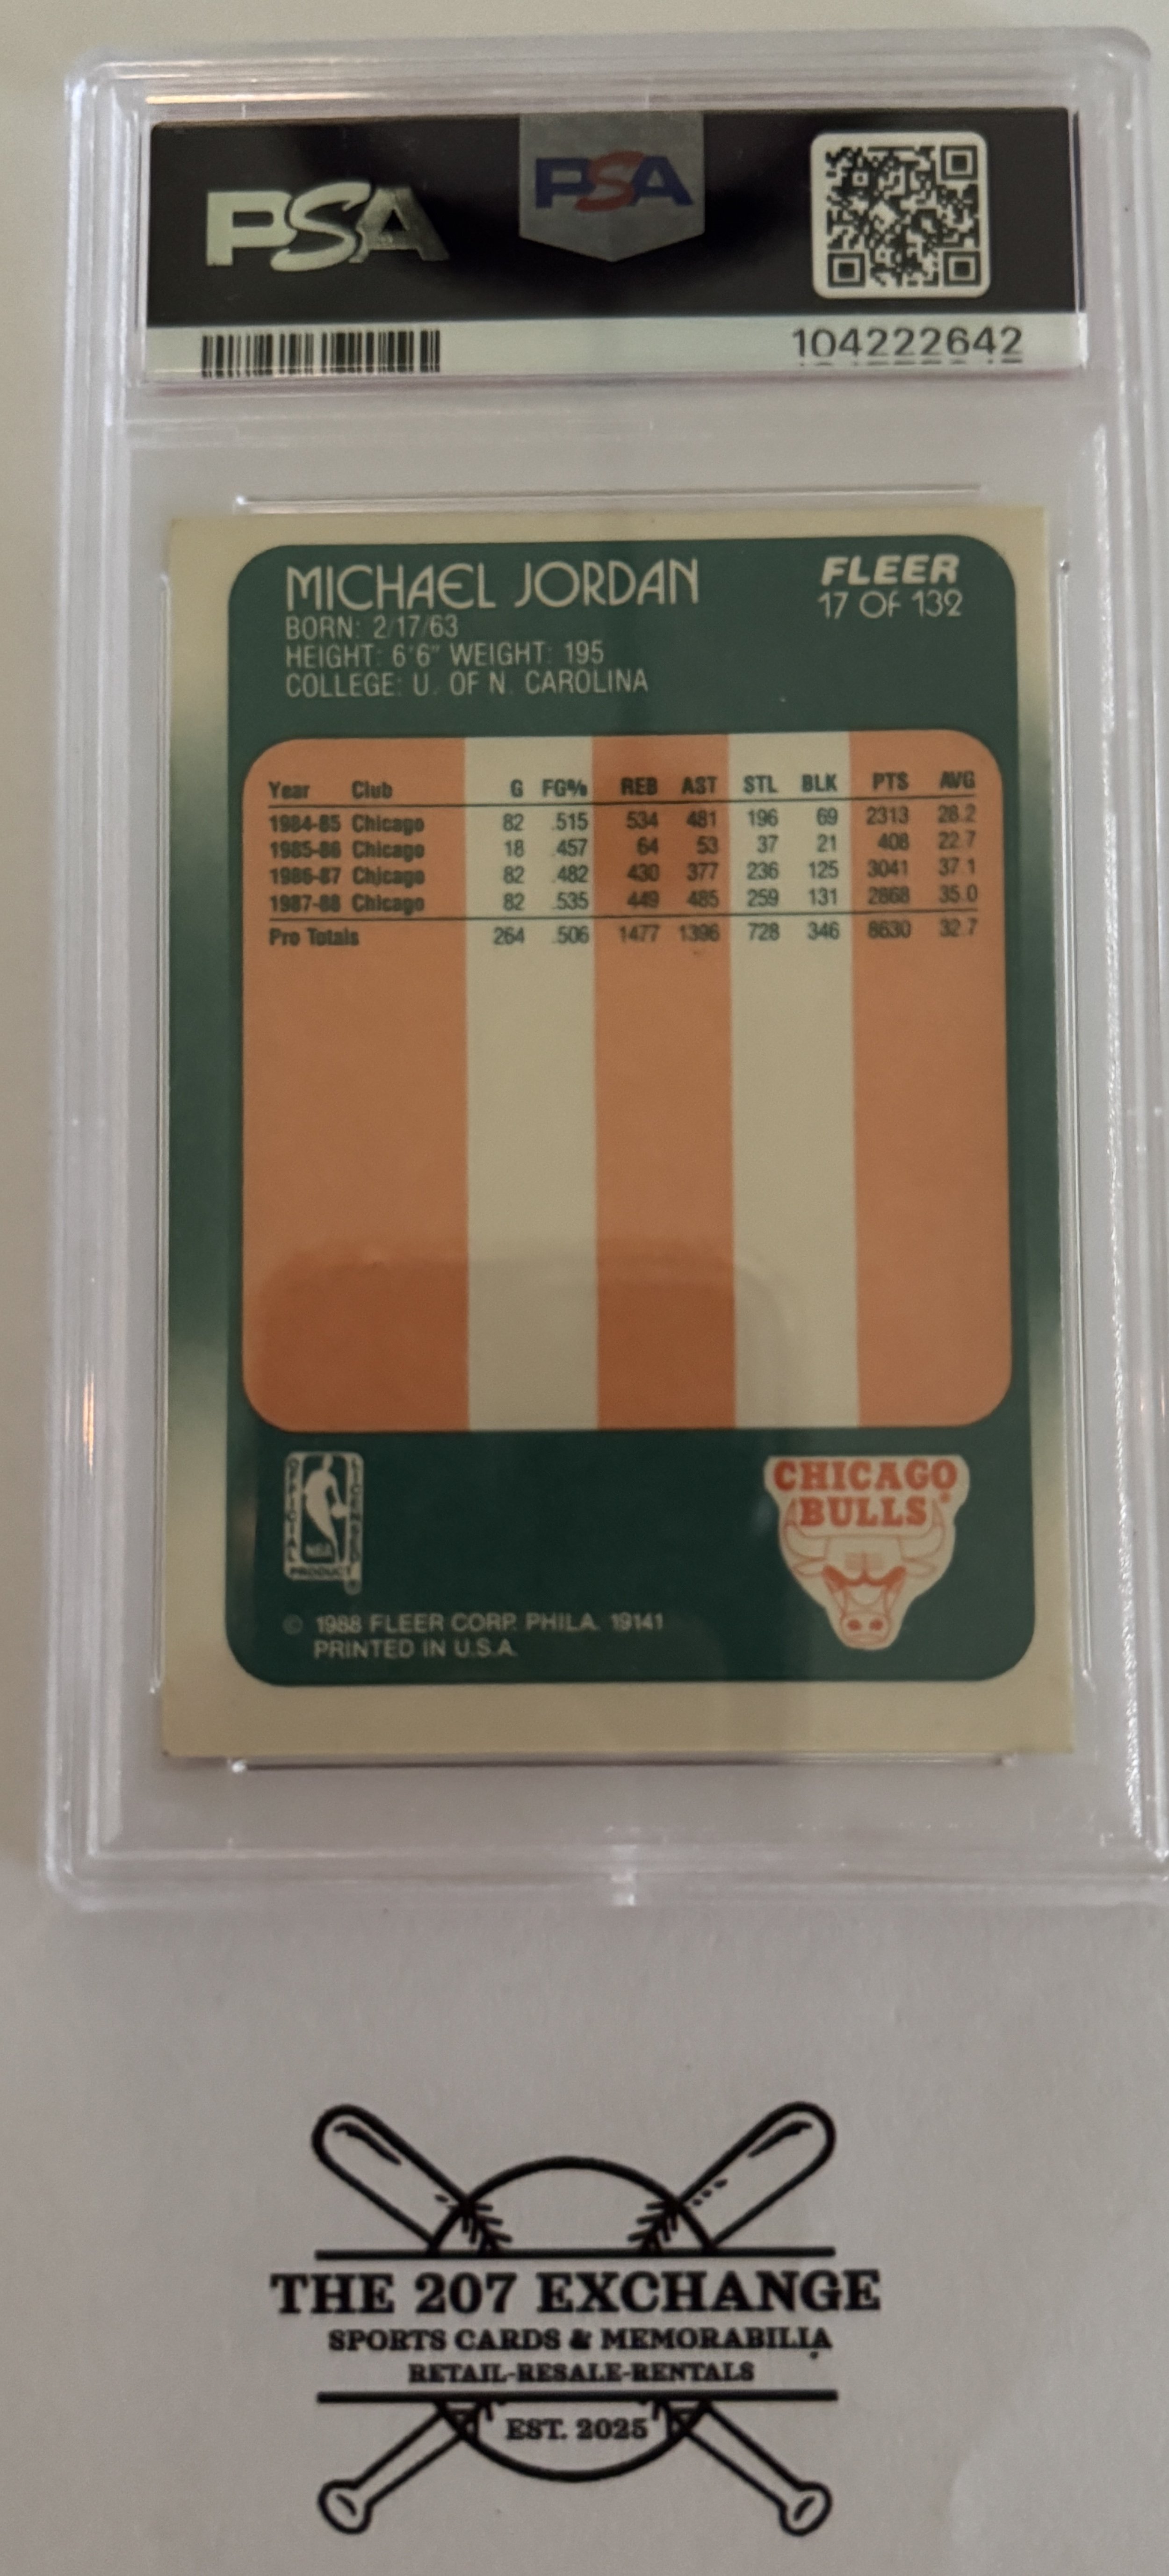 PSA
PSA
104222642
MICHAEL JORDAN
BORN: 2/17/63
HEIGHT: 6'6" WEIGHT: 195
COLLEGE: U. OF N. CAROLINA
FLEER
17 OF 132
Year Club G FG% REB AST STL BLK PTS AVG
1984-85 Chicago 82 .515 534 481 196 69 2313 28.2
1985-86 Chicago 18 .457 64 53 37 21 408 22.7
1986-87 Chicago 82 .482 430 377 236 125 3041 37.1
1987-88 Chicago 82 .535 449 485 259 131 2868 35.0
Pro Totals 264 .506 1477 1396 728 346 8630 32.7
OFFICIAL LICENSED
NBA
PRODUCT ®
CHICAGO
BULLS®
© 1988 FLEER CORP. PHILA. 19141
PRINTED IN U.S.A.
THE 207 EXCHANGE
SPORTS CARDS & MEMORABILIA
RETAIL-RESALE-RENTALS
EST. 2025